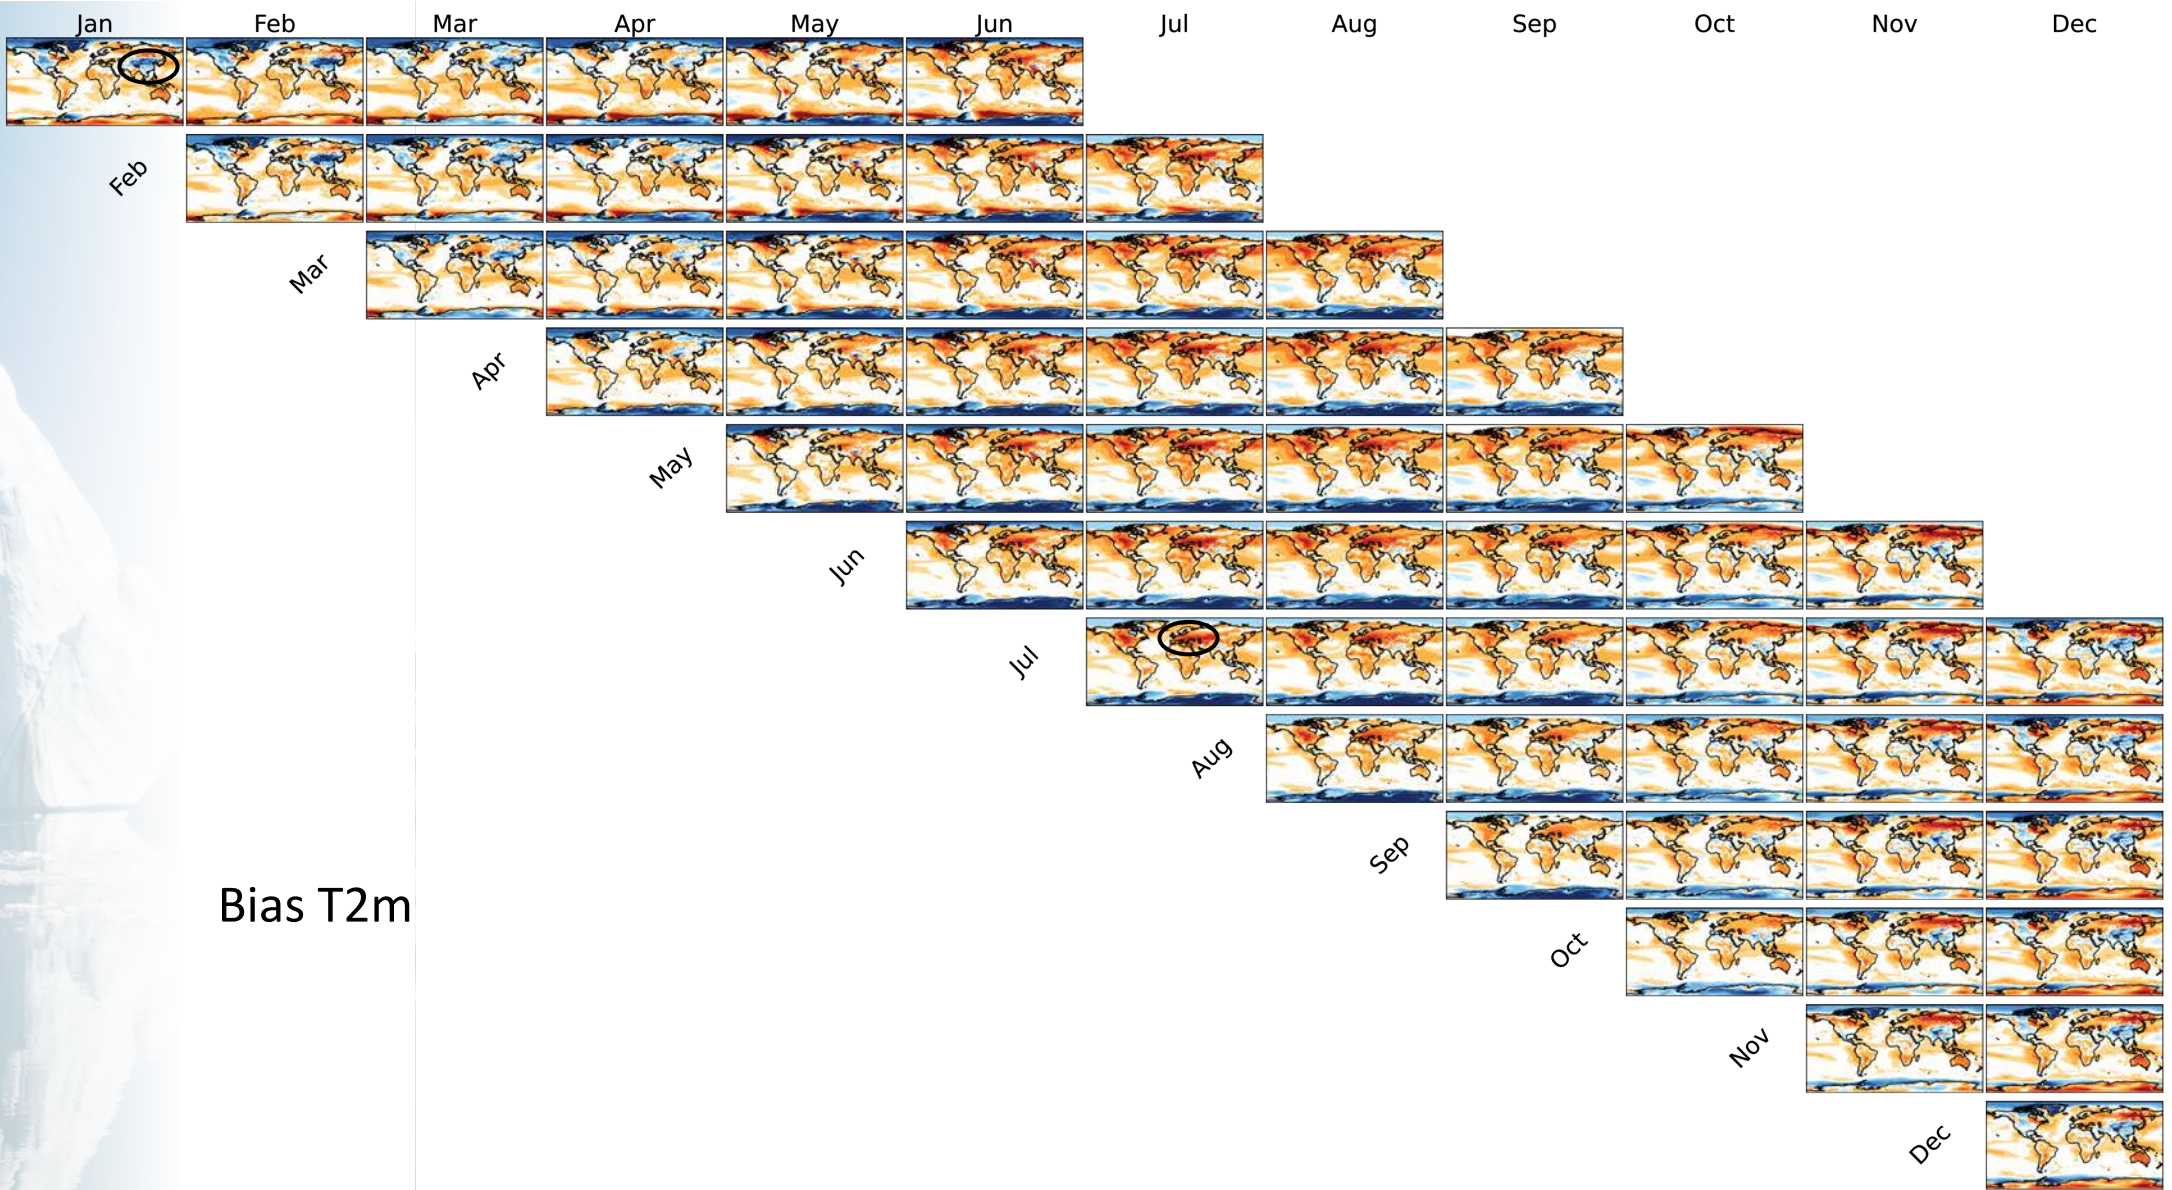 Jan Feb Mar Apr May Jun Jul Aug Sep Oct Nov Dec
Feb
Mar
Apr
May
Jun
Jul
Aug
Sep
Bias T2m
Oct
Nov
Dec